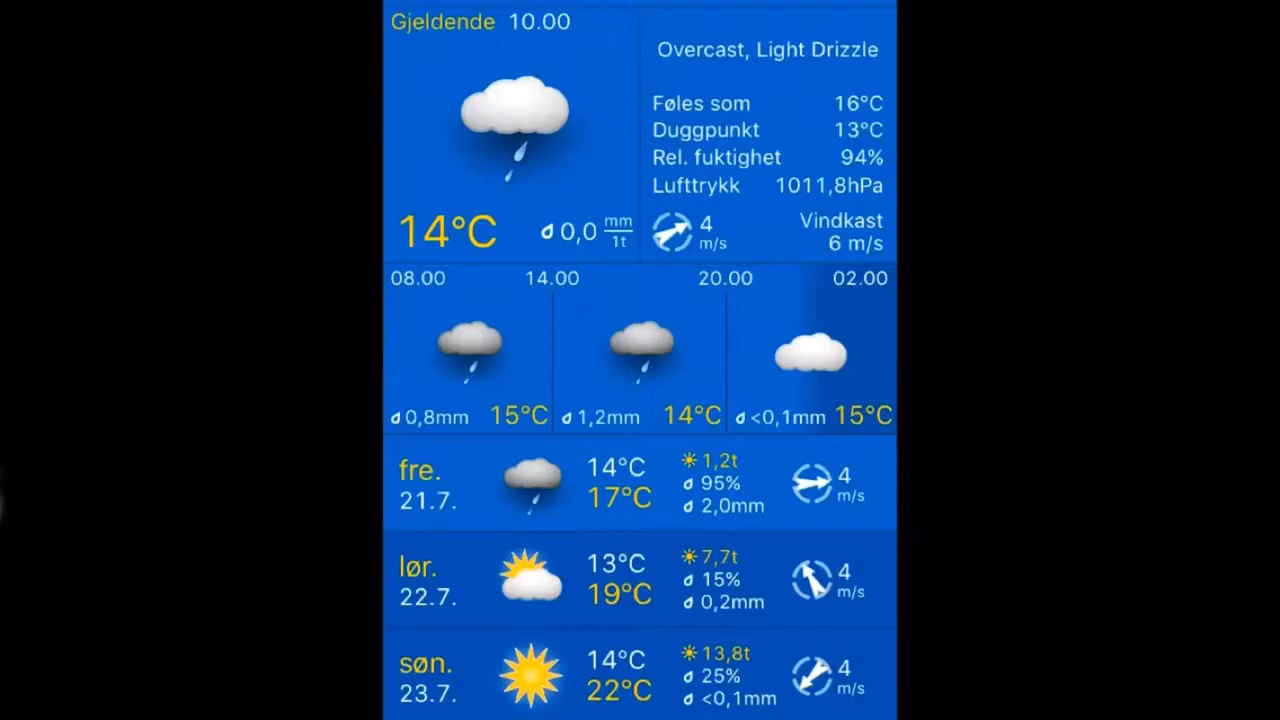 Gjeldende 10.00
Overcast, Light Drizzle
Føles som 16°C
Duggpunkt 13°C
Rel. fuktighet 94%
Lufttrykk 1011,8hPa
14°C 0,0 mm/1t
4 m/s
Vindkast
6 m/s
08.00 14.00 20.00 02.00
0,8mm 15°C 1,2mm 14°C <0,1mm 15°C
fre.
21.7.
14°C
17°C
1,2t
95%
2,0mm
4 m/s
lør.
22.7.
13°C
19°C
7,7t
15%
0,2mm
4 m/s
søn.
23.7.
14°C
22°C
13,8t
25%
<0,1mm
4 m/s